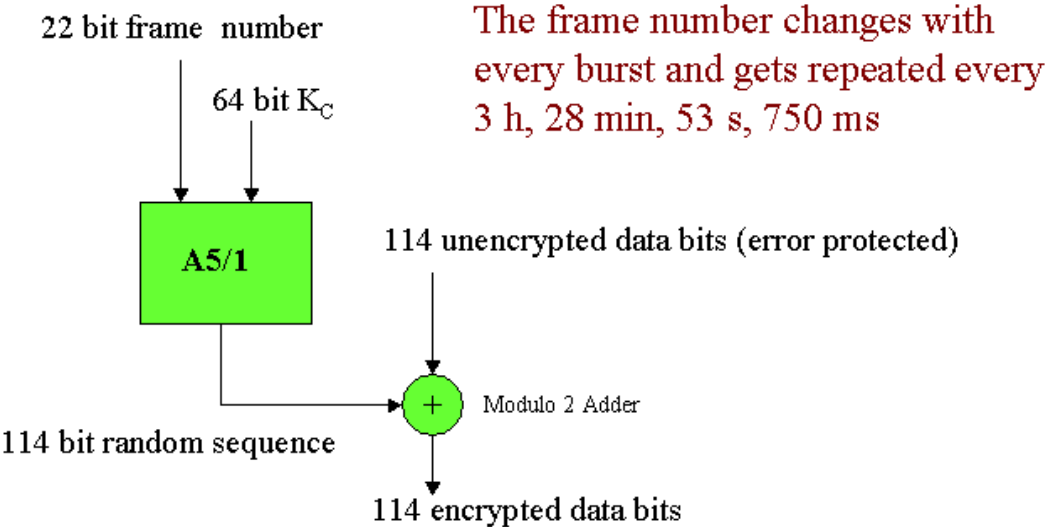 22 bit frame number
The frame number changes with
every burst and gets repeated every
3 h, 28 min, 53 s, 750 ms
64 bit KC
A5/1
114 unencrypted data bits (error protected)
+ Modulo 2 Adder
114 bit random sequence
114 encrypted data bits